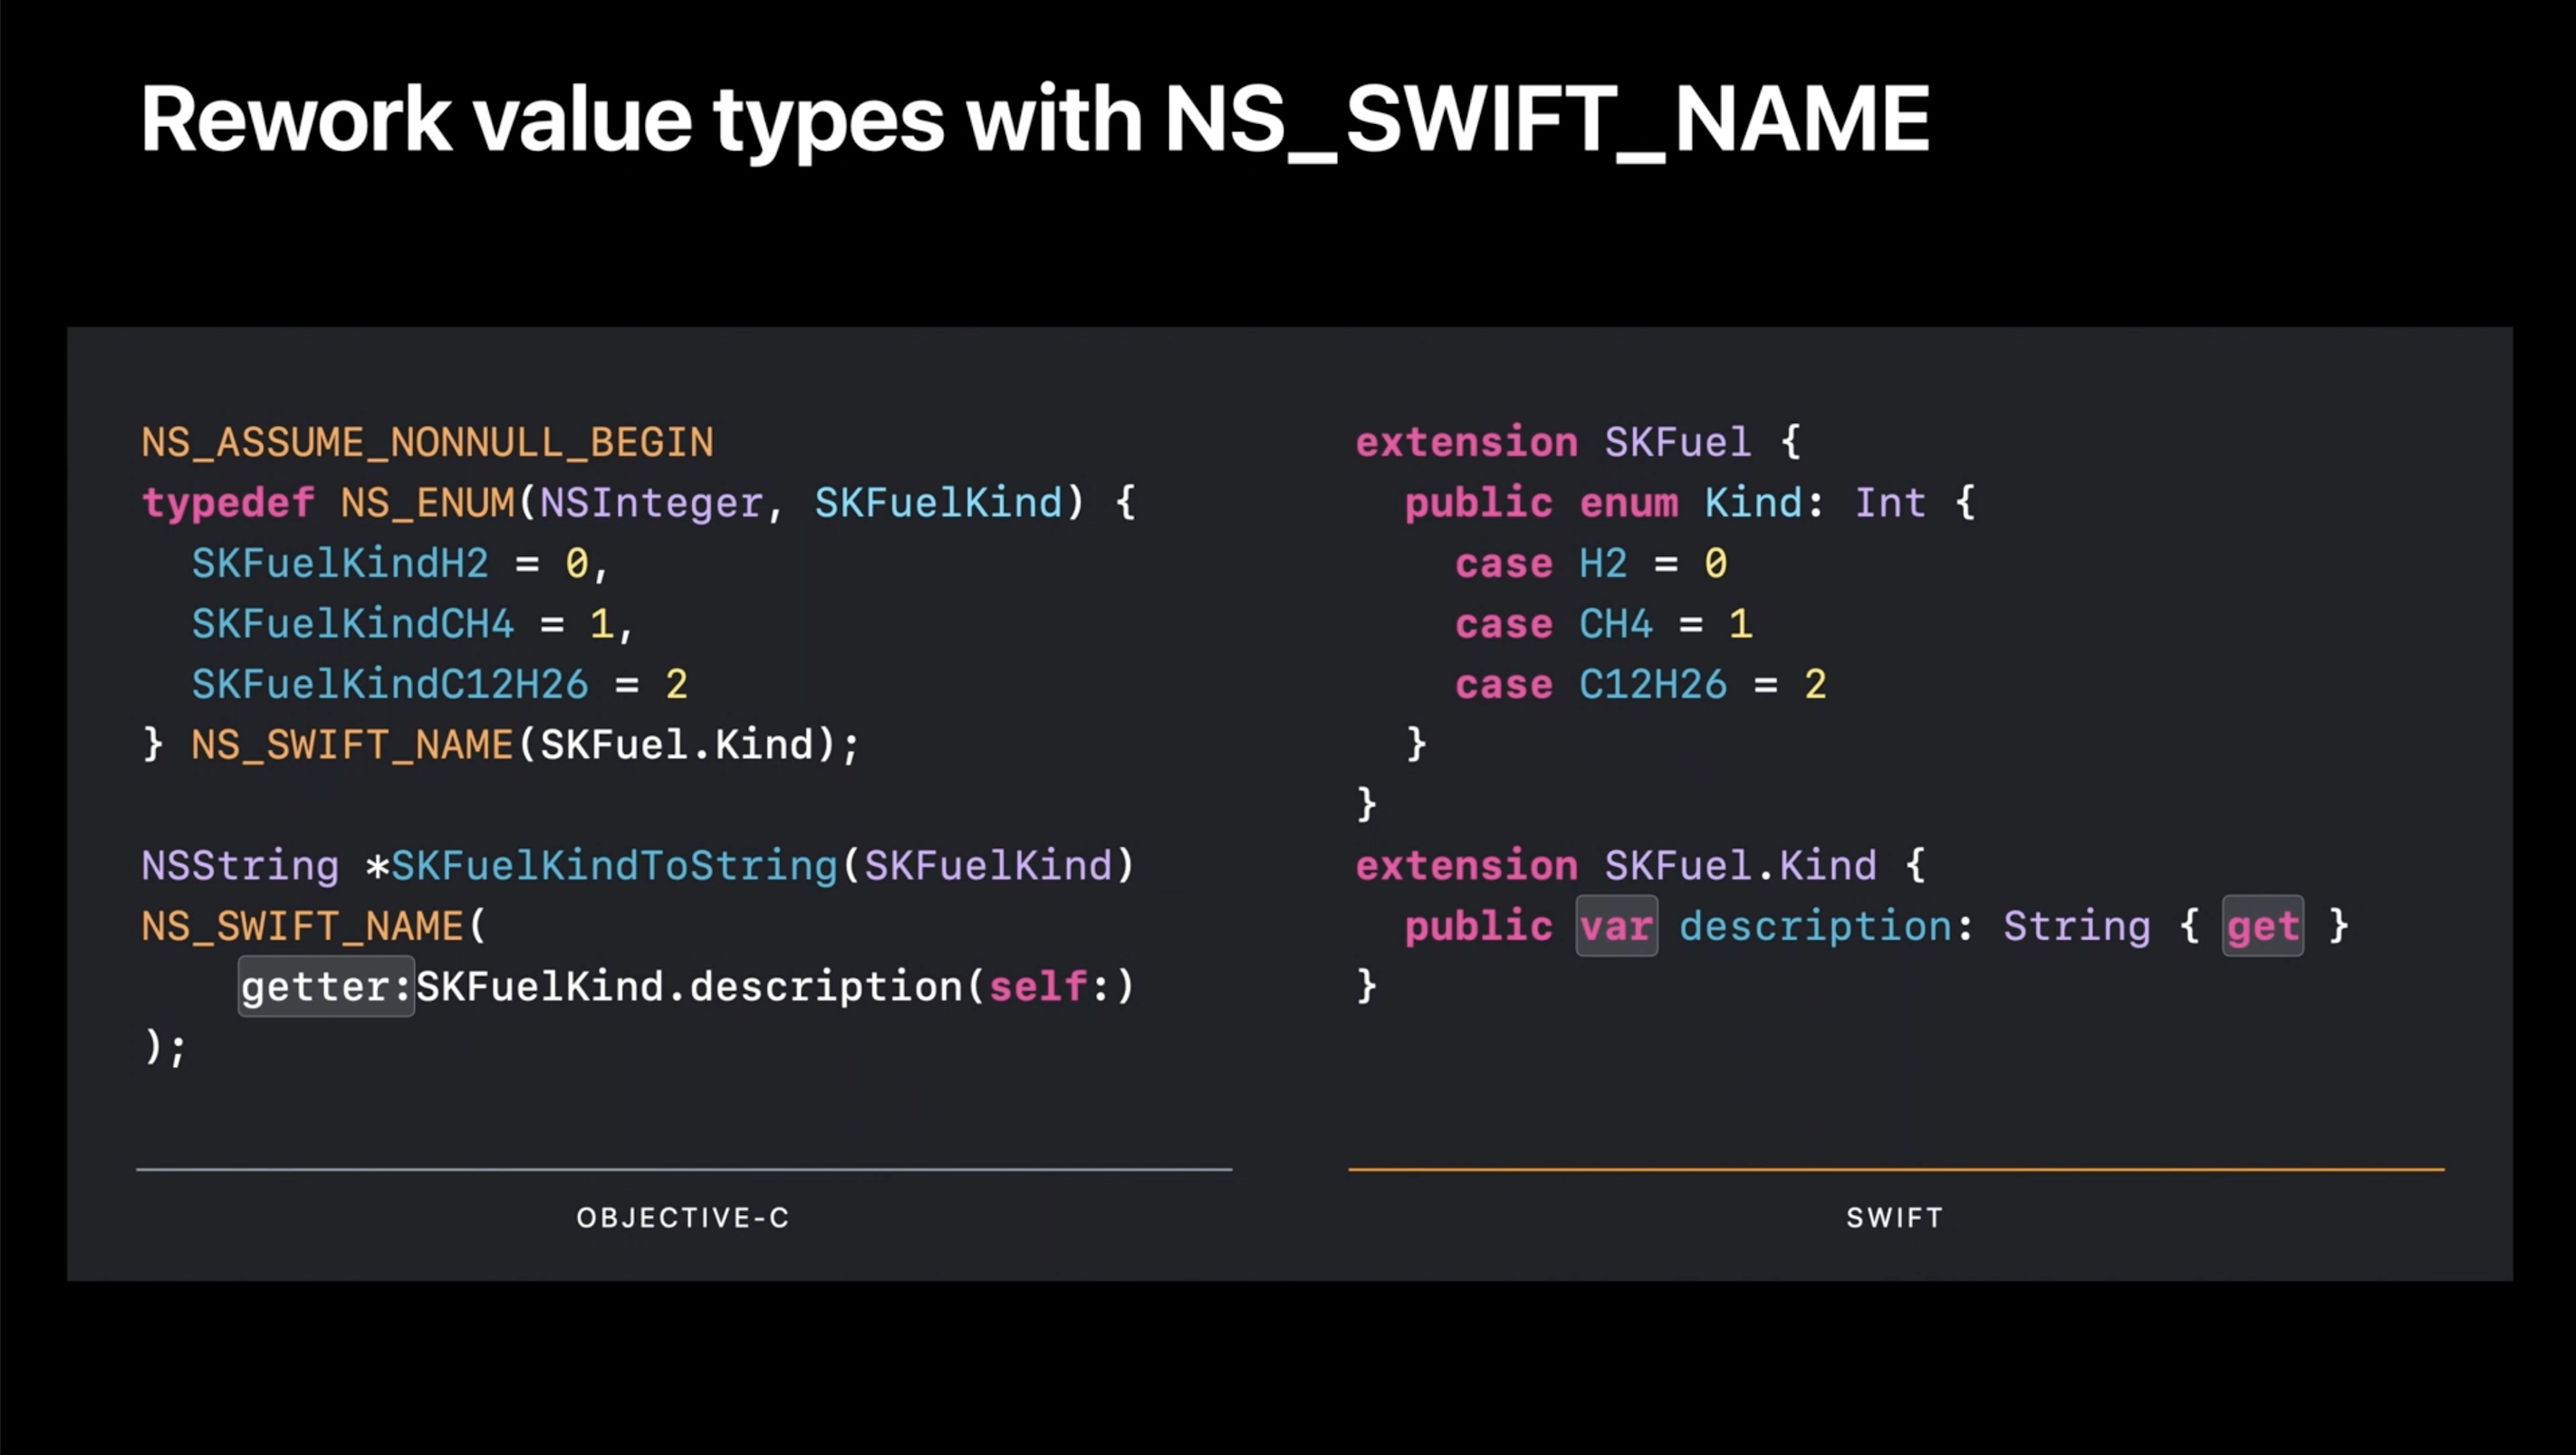 Rework value types with NS_SWIFT_NAME
NS_ASSUME_NONNULL_BEGIN
typedef NS_ENUM(NSInteger, SKFuelKind) {
  SKFuelKindH2 = 0,
  SKFuelKindCH4 = 1,
  SKFuelKindC12H26 = 2
} NS_SWIFT_NAME(SKFuel.Kind);
NSString *SKFuelKindToString(SKFuelKind)
NS_SWIFT_NAME(
    getter:SKFuelKind.description(self:)
);
OBJECTIVE-C
extension SKFuel {
  public enum Kind: Int {
    case H2 = 0
    case CH4 = 1
    case C12H26 = 2
  }
}
extension SKFuel.Kind {
  public var description: String { get }
}
SWIFT